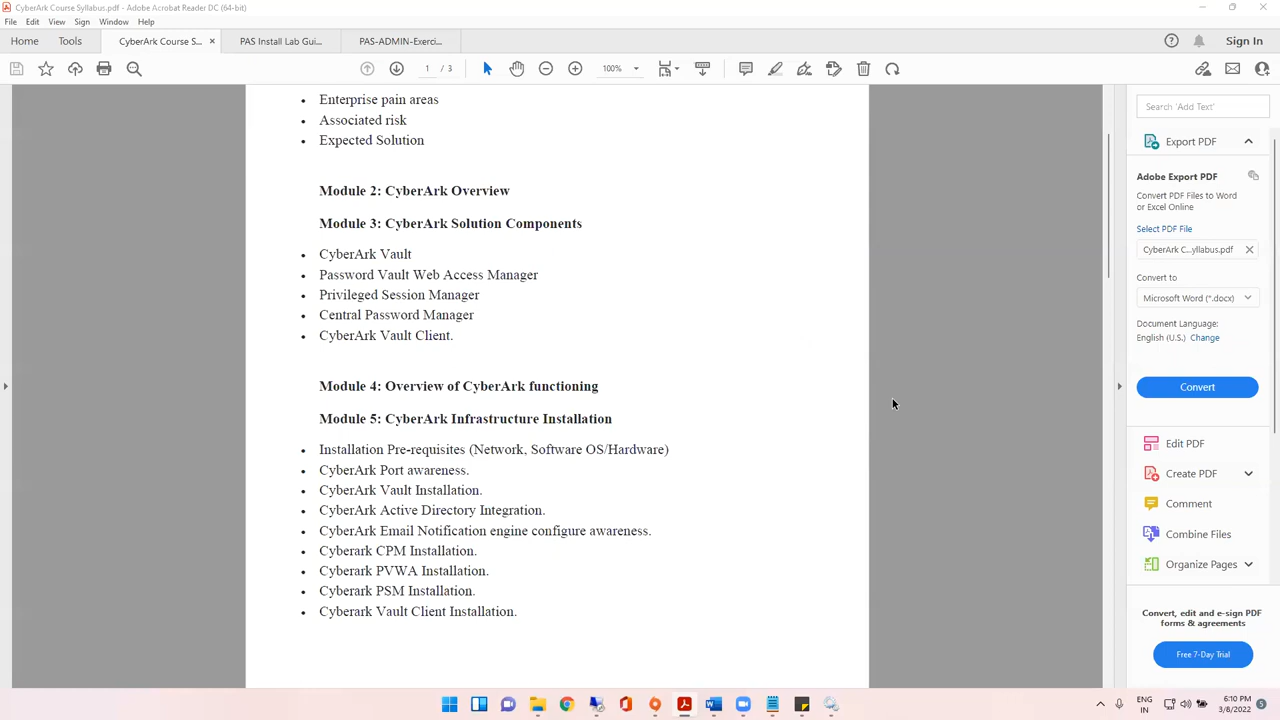 CyberArk Course Syllabus.pdf - Adobe Acrobat Reader DC (64-bit)
File Edit View Sign Window Help
Home Tools CyberArk Course S... × PAS Install Lab Gui... PAS-ADMIN-Exerci... Sign In
1 / 3 100%
Enterprise pain areas
Associated risk
Expected Solution
Module 2: CyberArk Overview
Module 3: CyberArk Solution Components
CyberArk Vault
Password Vault Web Access Manager
Privileged Session Manager
Central Password Manager
CyberArk Vault Client.
Module 4: Overview of CyberArk functioning
Module 5: CyberArk Infrastructure Installation
Installation Pre-requisites (Network, Software OS/Hardware)
CyberArk Port awareness.
CyberArk Vault Installation.
CyberArk Active Directory Integration.
CyberArk Email Notification engine configure awareness.
Cyberark CPM Installation.
Cyberark PVWA Installation.
Cyberark PSM Installation.
Cyberark Vault Client Installation.
Search 'Add Text'
Export PDF
Adobe Export PDF
Convert PDF Files to Word
or Excel Online
Select PDF File
CyberArk C...yllabus.pdf
Convert to
Microsoft Word (*.docx)
Document Language:
English (U.S.) Change
Convert
Edit PDF
Create PDF
Comment
Combine Files
Organize Pages
Convert, edit and e-sign PDF
forms & agreements
Free 7-Day Trial
ENG
IN
6:10 PM
3/8/2022
5